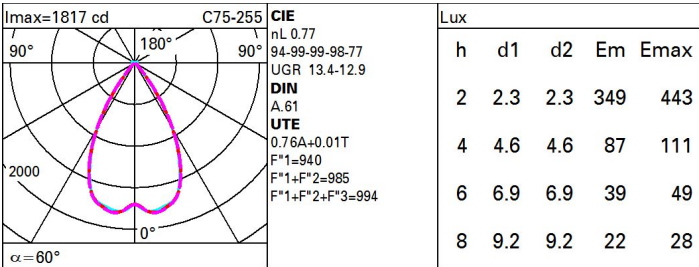 Imax=1817 cd C75-255
90° 180° 90°
2000
0°
α=60°
CIE
nL 0.77
94-99-99-98-77
UGR 13.4-12.9
DIN
A.61
UTE
0.76A+0.01T
F"1=940
F"1+F"2=985
F"1+F"2+F"3=994
Lux
h d1 d2 Em Emax
2 2.3 2.3 349 443
4 4.6 4.6 87 111
6 6.9 6.9 39 49
8 9.2 9.2 22 28